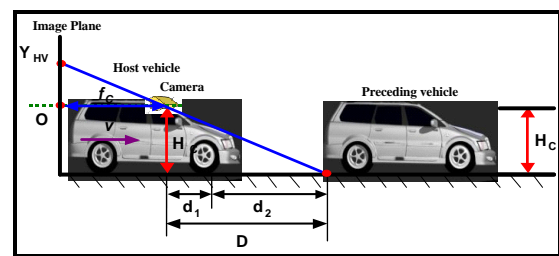 Image Plane
Y HV
Host vehicle
Camera
Preceding vehicle
f C
O
v
H
H C
d 1
d 2
D